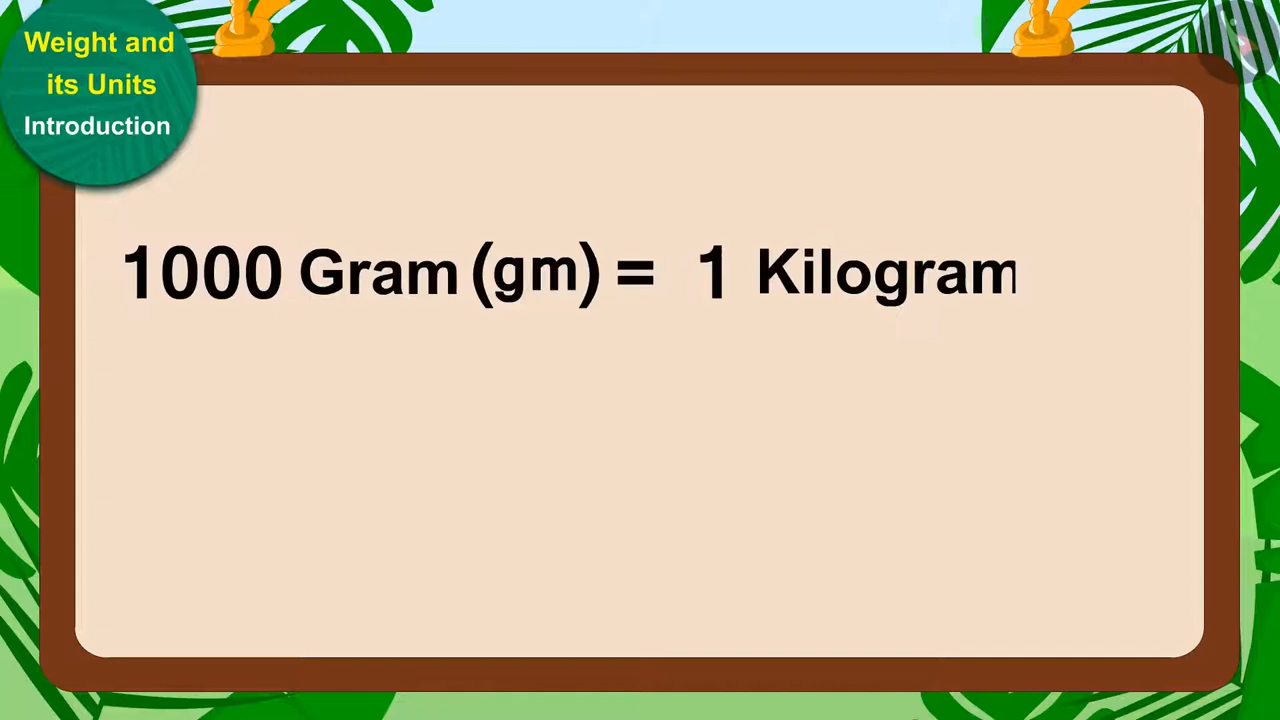 Weight and
its Units
Introduction
1000 Gram (gm) = 1 Kilogram